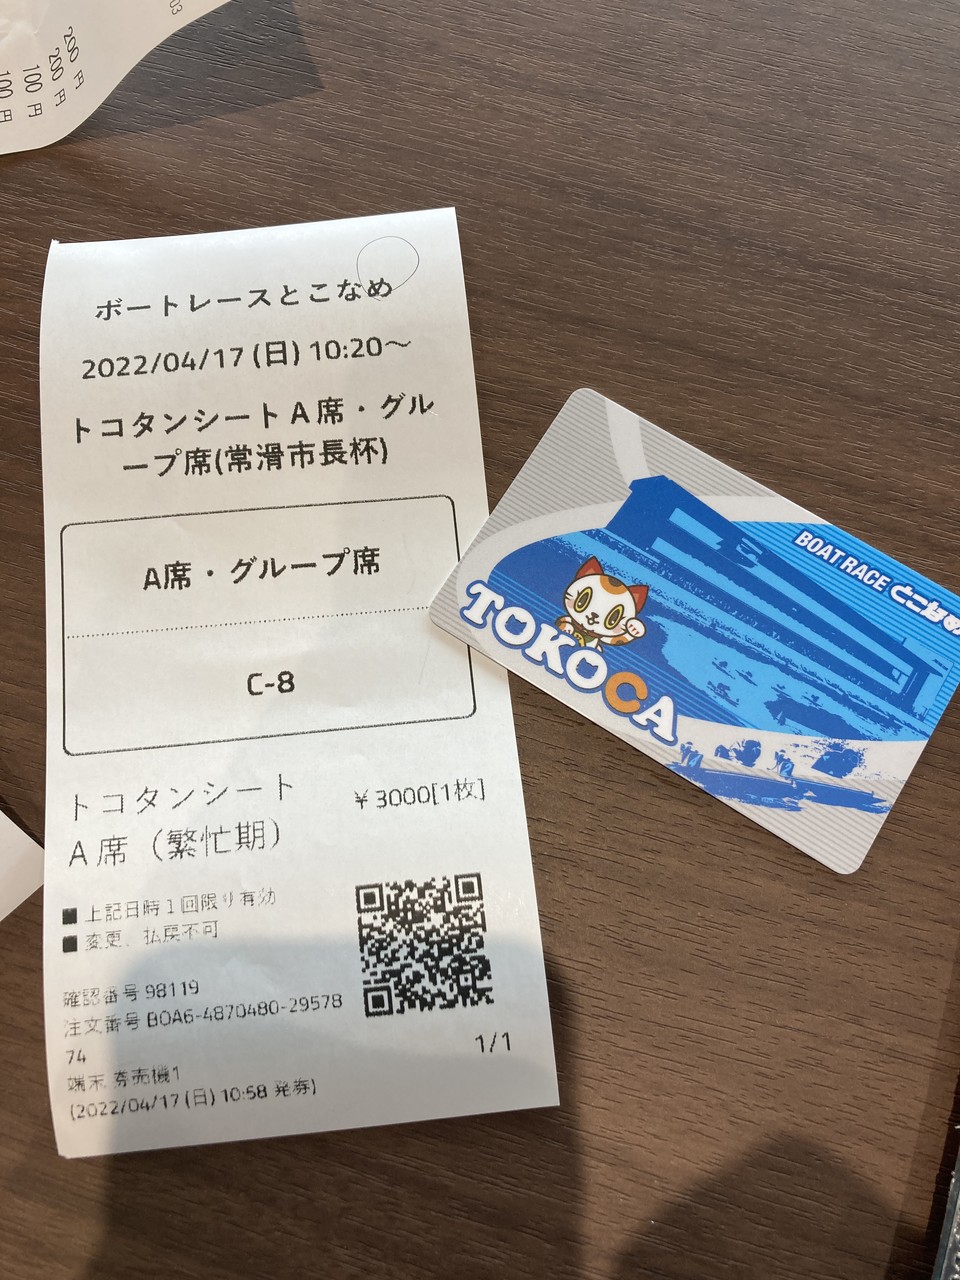 03
200 円
200 円
100 円
100 円
ボートレースとこなめ
2022/04/17 (日) 10:20～
トコタンシート A 席・グル
ープ席(常滑市長杯)
A席・グループ席
C-8
トコタンシート
A 席（繁忙期）
¥ 3000[1枚]
■ 上記日時１回限り有効
■ 変更、払戻不可
確認番号 98119
注文番号 BOA6-4870480-29578
74
1/1
端末 券売機1
(2022/04/17 (日) 10:58 発券)
BOAT RACE とこなめ
TOKOCA